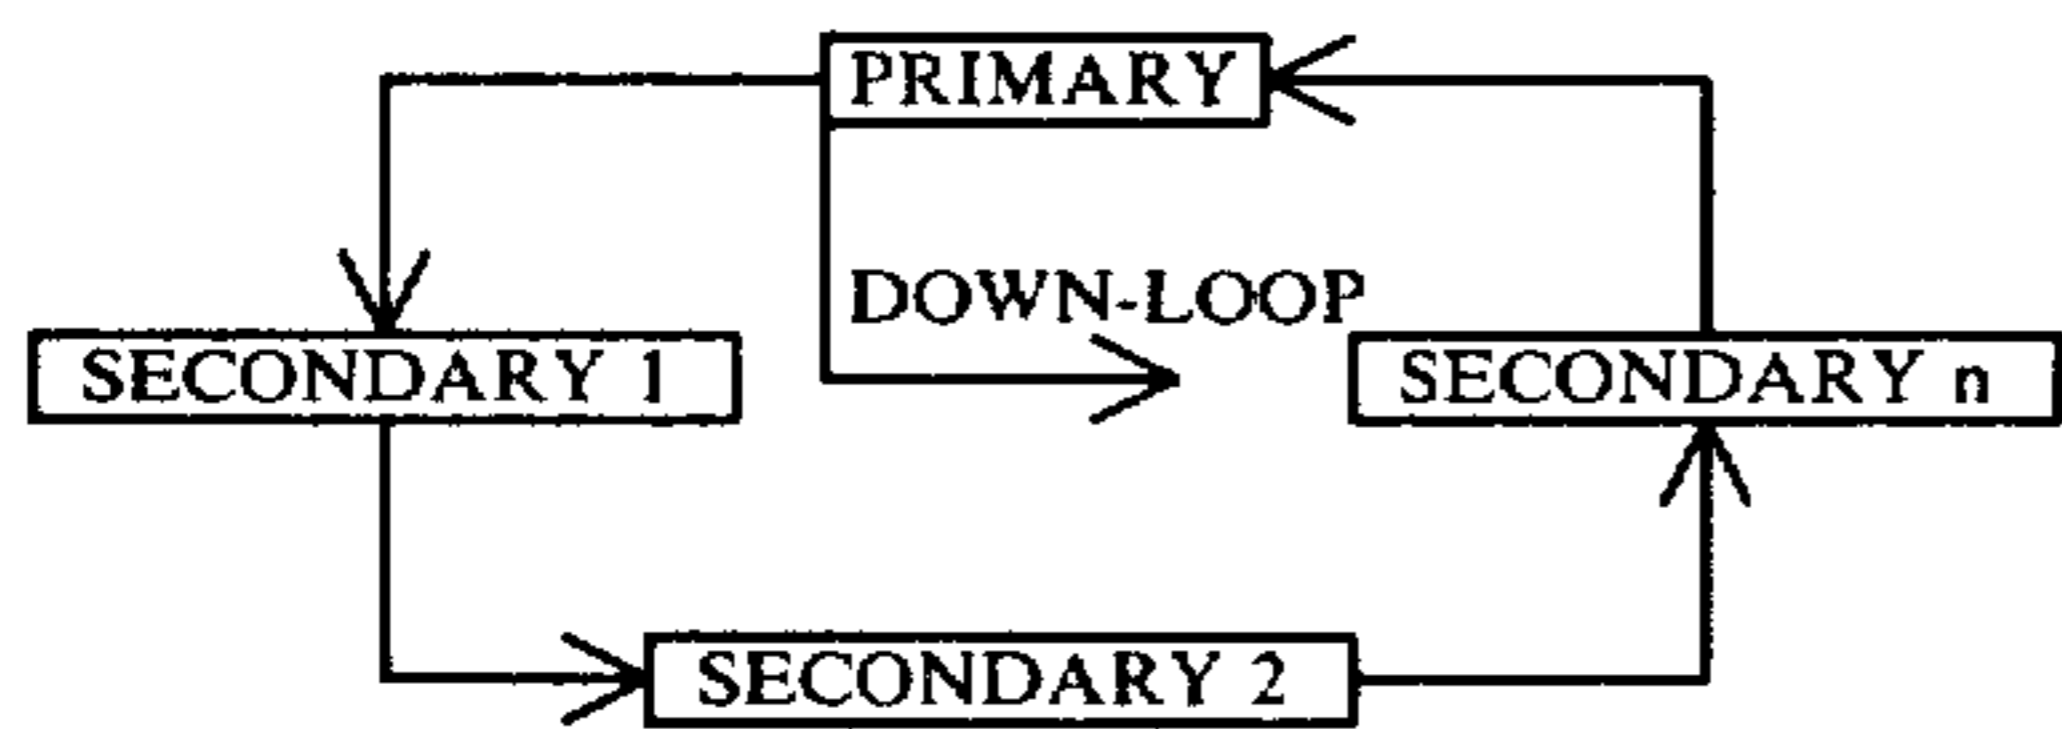 PRIMARY
DOWN-LOOP
SECONDARY 1
SECONDARY n
SECONDARY 2